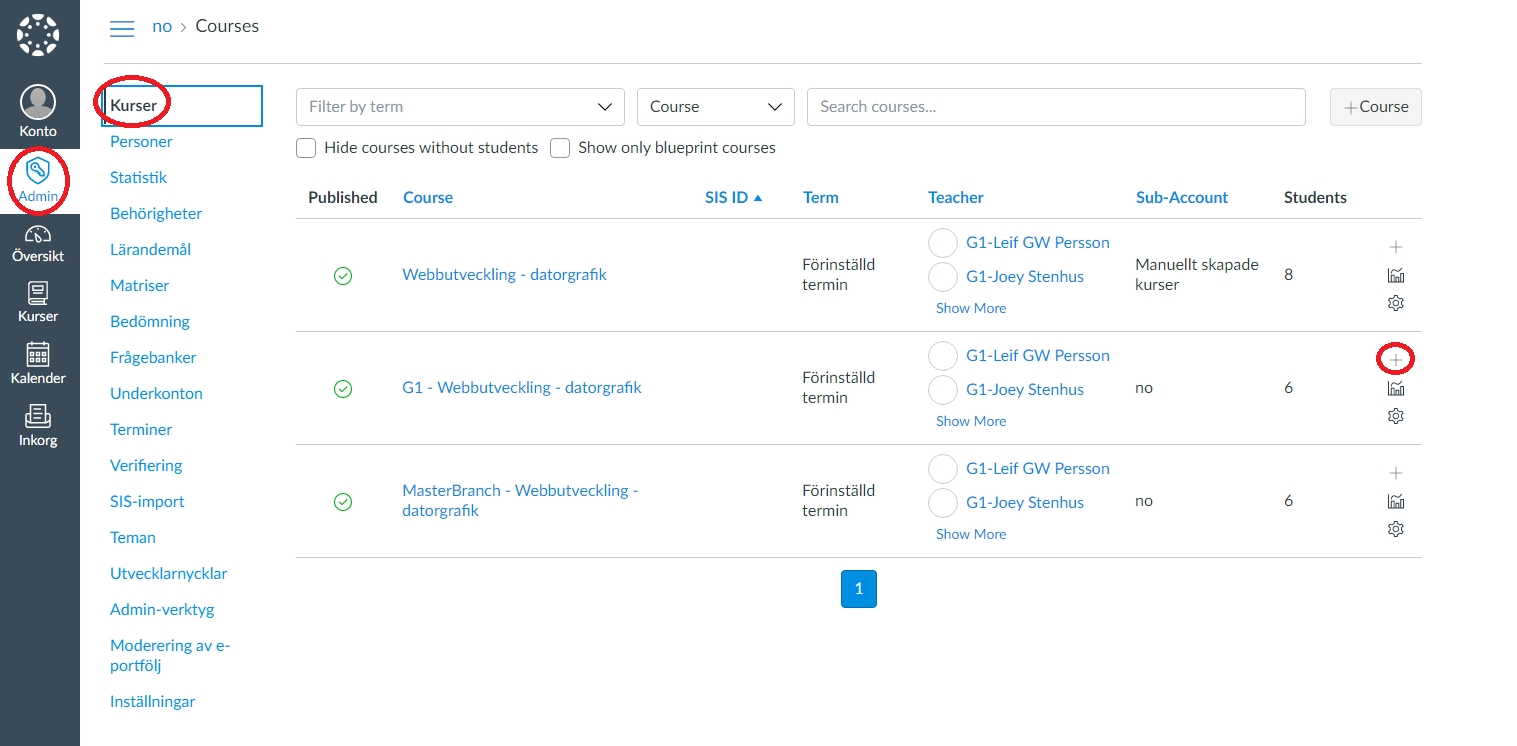 no > Courses
Konto
Admin
Översikt
Kurser
Kalender
Inkorg
Kurser
Personer
Statistik
Behörigheter
Lärandemål
Matriser
Bedömning
Frågebanker
Underkonton
Terminer
Verifiering
SIS-import
Teman
Utvecklarnycklar
Admin-verktyg
Moderering av e-
portfölj
Inställningar
Filter by term Course Search courses... +Course
Hide courses without students Show only blueprint courses
Published Course SIS ID Term Teacher Sub-Account Students
Webbutveckling - datorgrafik
Förinställd
termin
G1-Leif GW Persson
G1-Joey Stenhus
Show More
Manuellt skapade
kurser
8
G1 - Webbutveckling - datorgrafik
Förinställd
termin
G1-Leif GW Persson
G1-Joey Stenhus
Show More
no
6
MasterBranch - Webbutveckling -
datorgrafik
Förinställd
termin
G1-Leif GW Persson
G1-Joey Stenhus
Show More
no
6
1